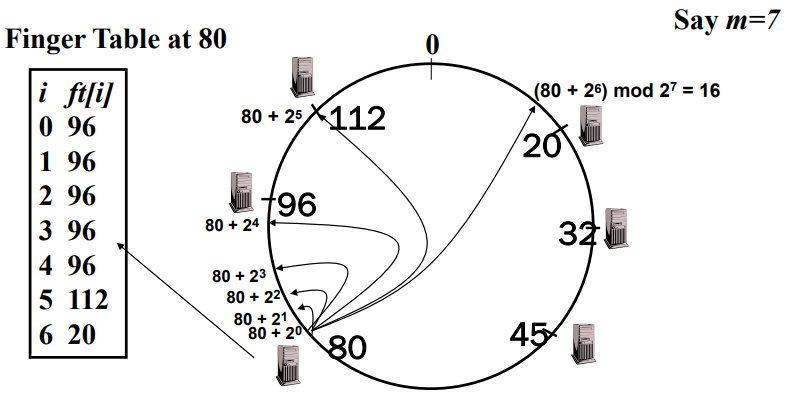 Say m=7
Finger Table at 80
i ft[i]
0 96
1 96
2 96
3 96
4 96
5 112
6 20
0
(80 + 2⁶) mod 2⁷ = 16
80 + 2⁵
112
20
96
80 + 2⁴
32
80 + 2³
80 + 2²
80 + 2¹
80 + 2⁰
80
45